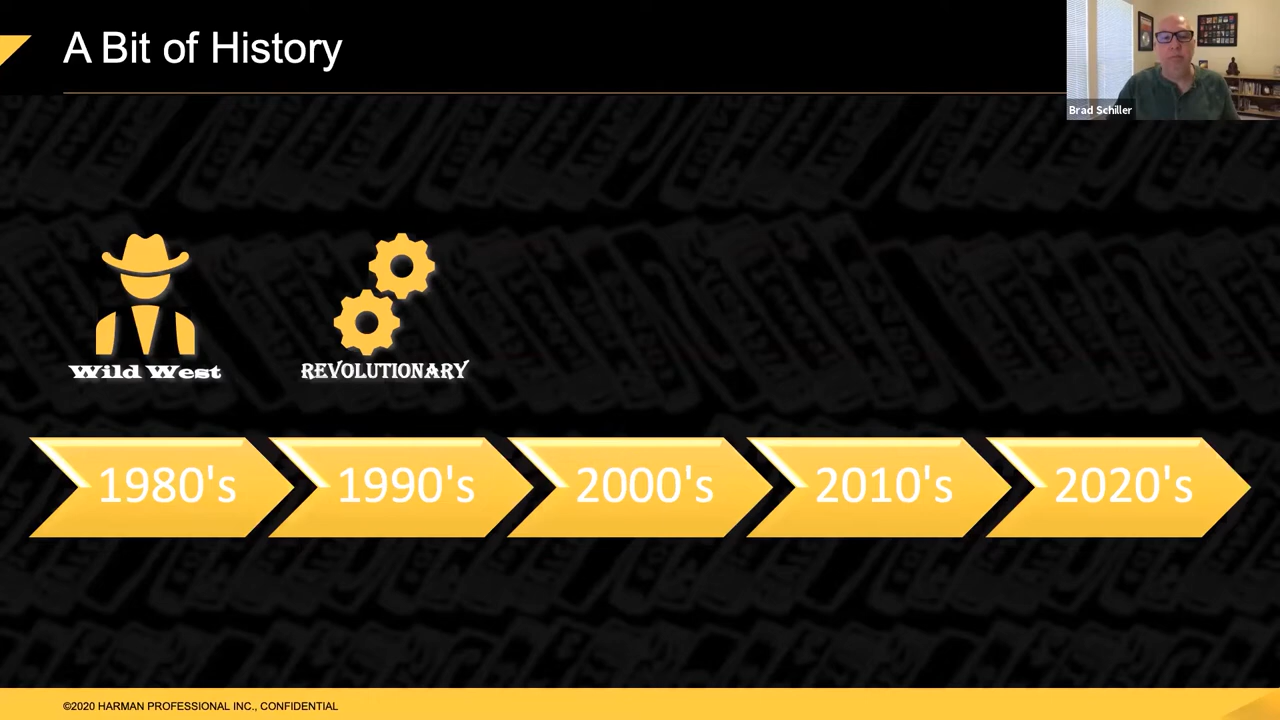 A Bit of History
Brad Schiller
Wild West
REVOLUTIONARY
1980's
1990's
2000's
2010's
2020's
©2020 HARMAN PROFESSIONAL INC., CONFIDENTIAL